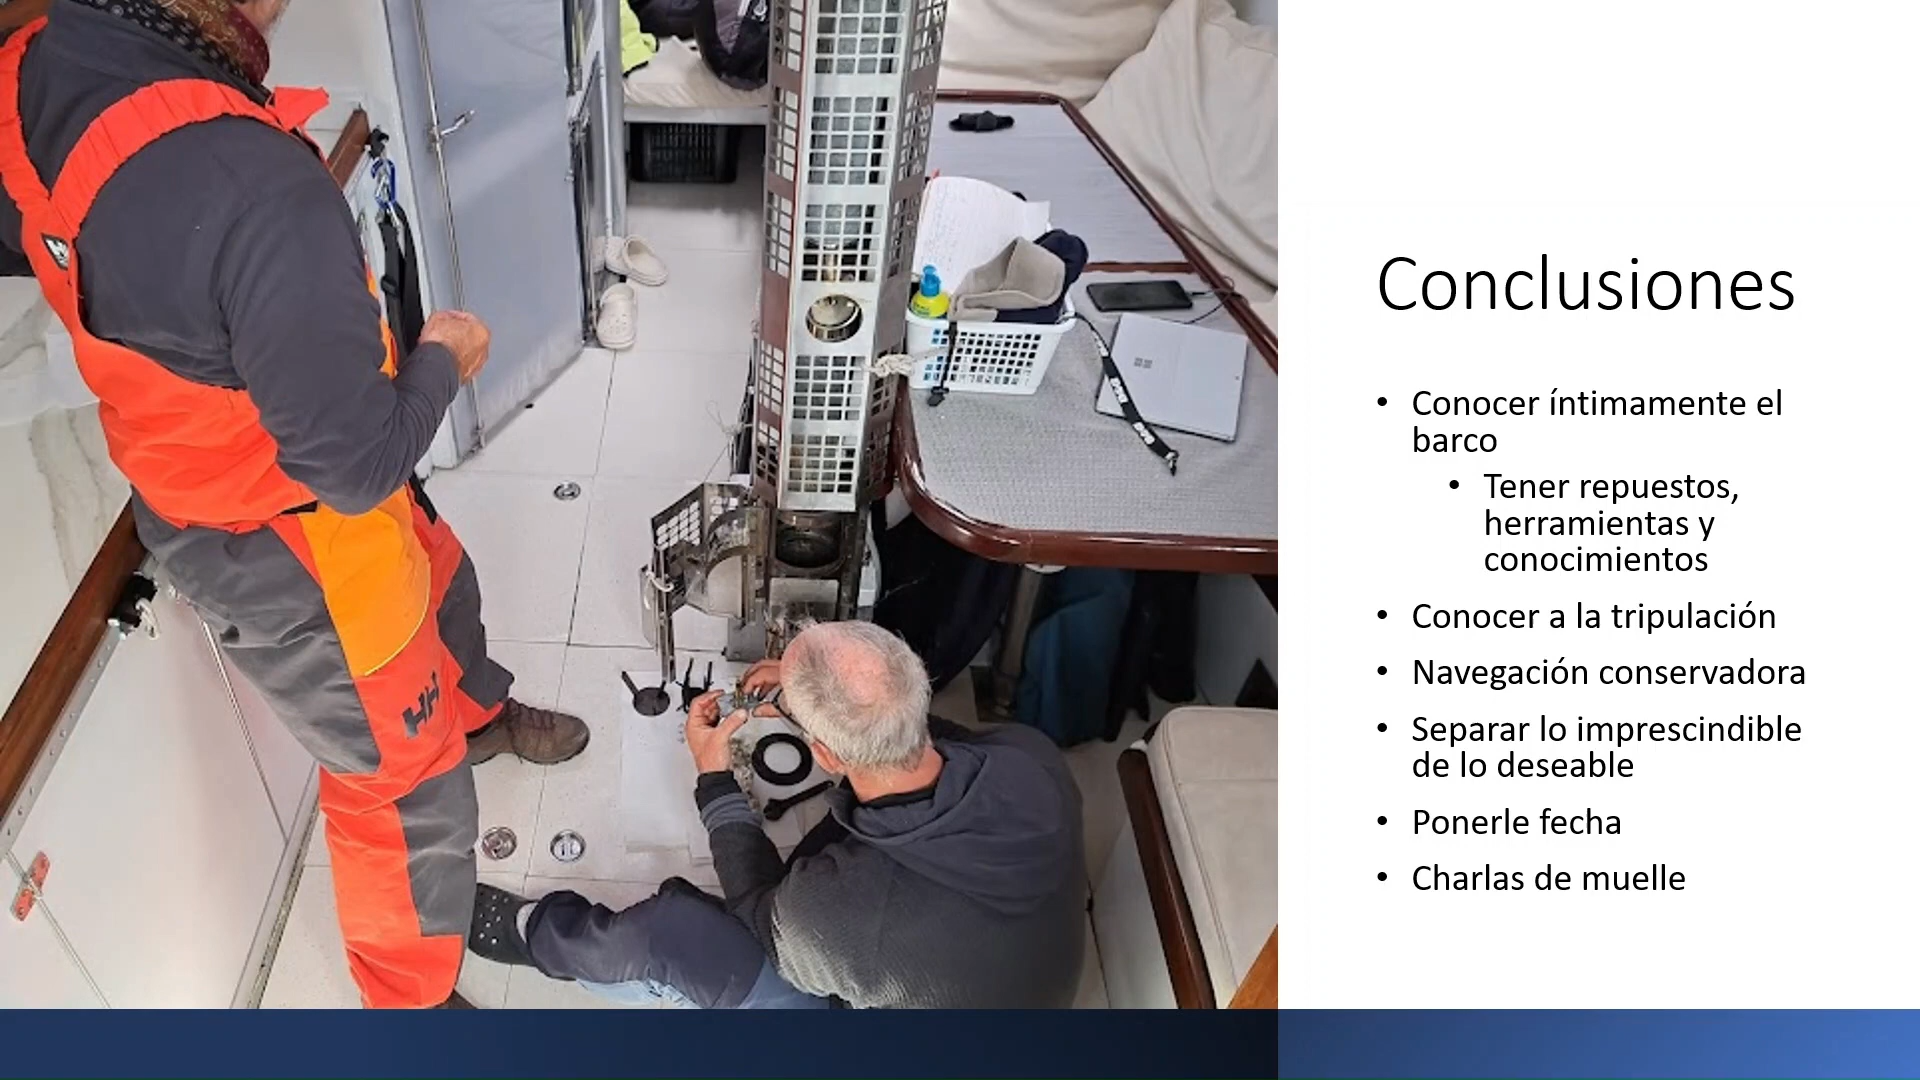 Conclusiones
• Conocer íntimamente el
barco
• Tener repuestos,
herramientas y
conocimientos
• Conocer a la tripulación
• Navegación conservadora
• Separar lo imprescindible
de lo deseable
• Ponerle fecha
• Charlas de muelle
HH